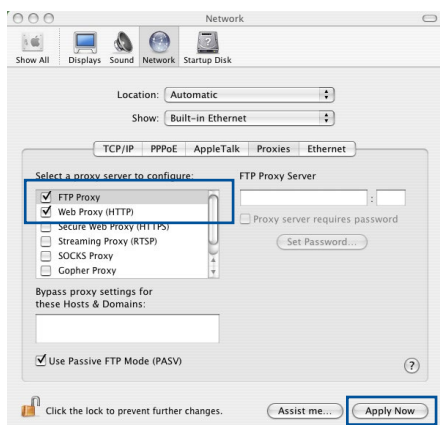 Network
Show All Displays Sound Network Startup Disk
Location: Automatic
Show: Built-in Ethernet
TCP/IP PPPoE AppleTalk Proxies Ethernet
Select a proxy server to configure: FTP Proxy Server
FTP Proxy :
Web Proxy (HTTP) Proxy server requires password
Secure Web Proxy (HTTPS)
Streaming Proxy (RTSP) Set Password...
SOCKS Proxy
Gopher Proxy
Bypass proxy settings for
these Hosts & Domains:
Use Passive FTP Mode (PASV) ?
Click the lock to prevent further changes. Assist me... Apply Now